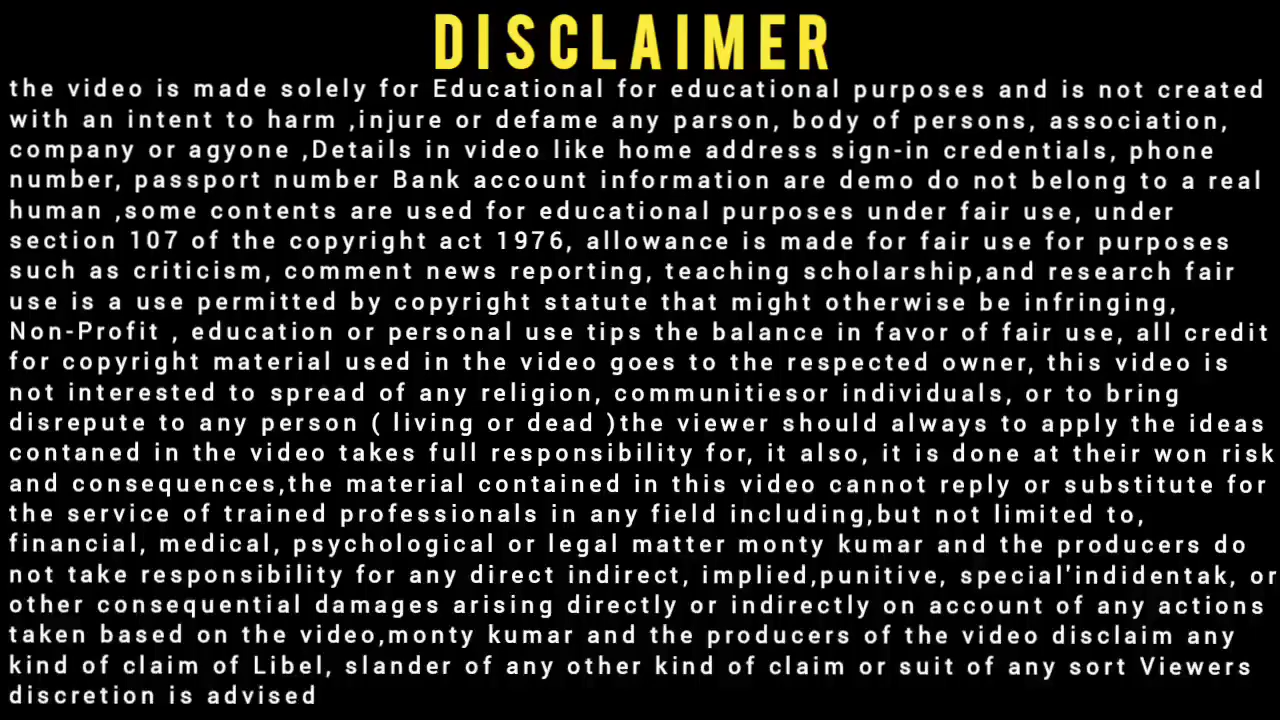 DISCLAIMER
the video is made solely for Educational for educational purposes and is not created
with an intent to harm ,injure or defame any parson, body of persons, association,
company or agyone ,Details in video like home address sign-in credentials, phone
number, passport number Bank account information are demo do not belong to a real
human ,some contents are used for educational purposes under fair use, under
section 107 of the copyright act 1976, allowance is made for fair use for purposes
such as criticism, comment news reporting, teaching scholarship,and research fair
use is a use permitted by copyright statute that might otherwise be infringing,
Non-Profit , education or personal use tips the balance in favor of fair use, all credit
for copyright material used in the video goes to the respected owner, this video is
not interested to spread of any religion, communitiesor individuals, or to bring
disrepute to any person ( living or dead )the viewer should always to apply the ideas
contaned in the video takes full responsibility for, it also, it is done at their won risk
and consequences,the material contained in this video cannot reply or substitute for
the service of trained professionals in any field including,but not limited to,
financial, medical, psychological or legal matter monty kumar and the producers do
not take responsibility for any direct indirect, implied,punitive, special'indidentak, or
other consequential damages arising directly or indirectly on account of any actions
taken based on the video,monty kumar and the producers of the video disclaim any
kind of claim of Libel, slander of any other kind of claim or suit of any sort Viewers
discretion is advised